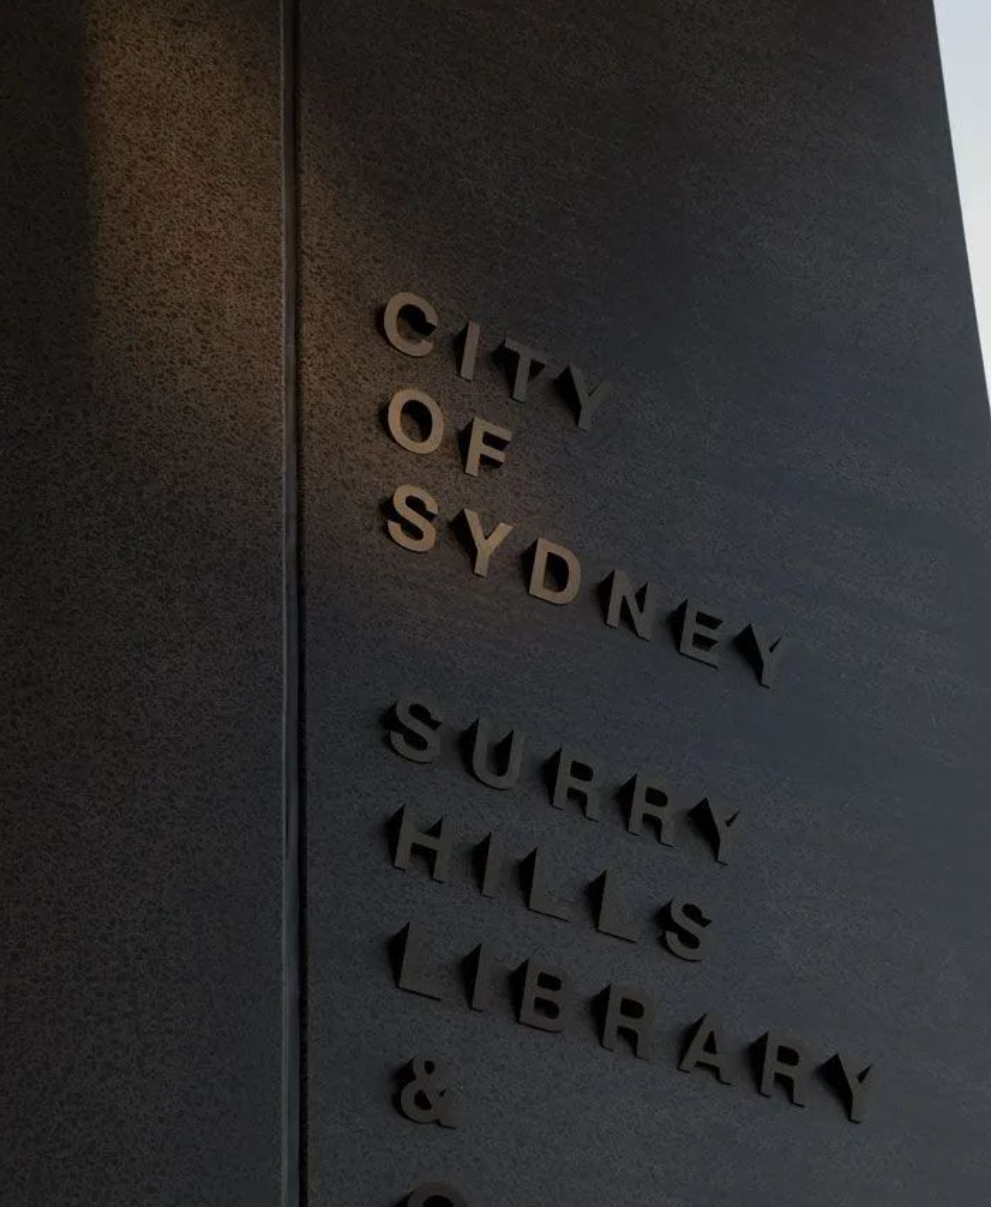 CITY
OF
SYDNEY
SURRY
HILLS
LIBRARY
&